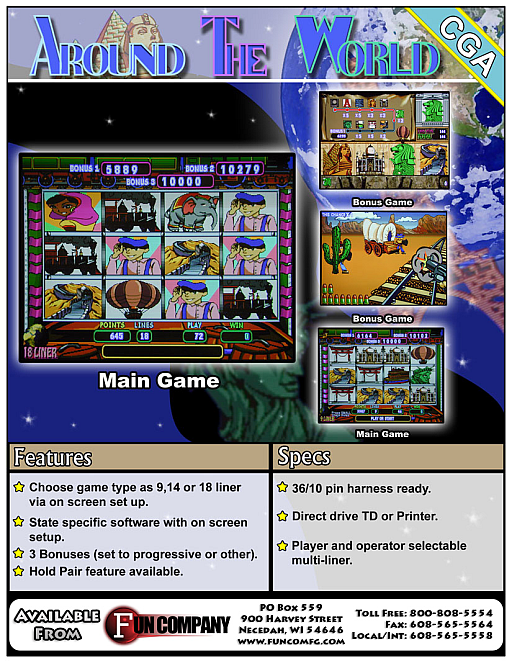 AROUND THE WORLD
CGA
BONUS 1 5889 BONUS 2 10279
BONUS 3 10000
POINTS LINES PLAY WIN
645 18 72 0
18 LINER
Main Game
Bonus Game
Bonus Game
Main Game
Features
Choose game type as 9,14 or 18 liner
via on screen set up.
State specific software with on screen
setup.
3 Bonuses (set to progressive or other).
Hold Pair feature available.
Specs
36/10 pin harness ready.
Direct drive TD or Printer.
Player and operator selectable
multi-liner.
Available
From
FUN COMPANY
PO Box 559
900 Harvey Street
Necedah, WI 54646
www.funcomfg.com
Toll Free: 800-808-5554
Fax: 608-565-5564
Local/Int: 608-565-5558